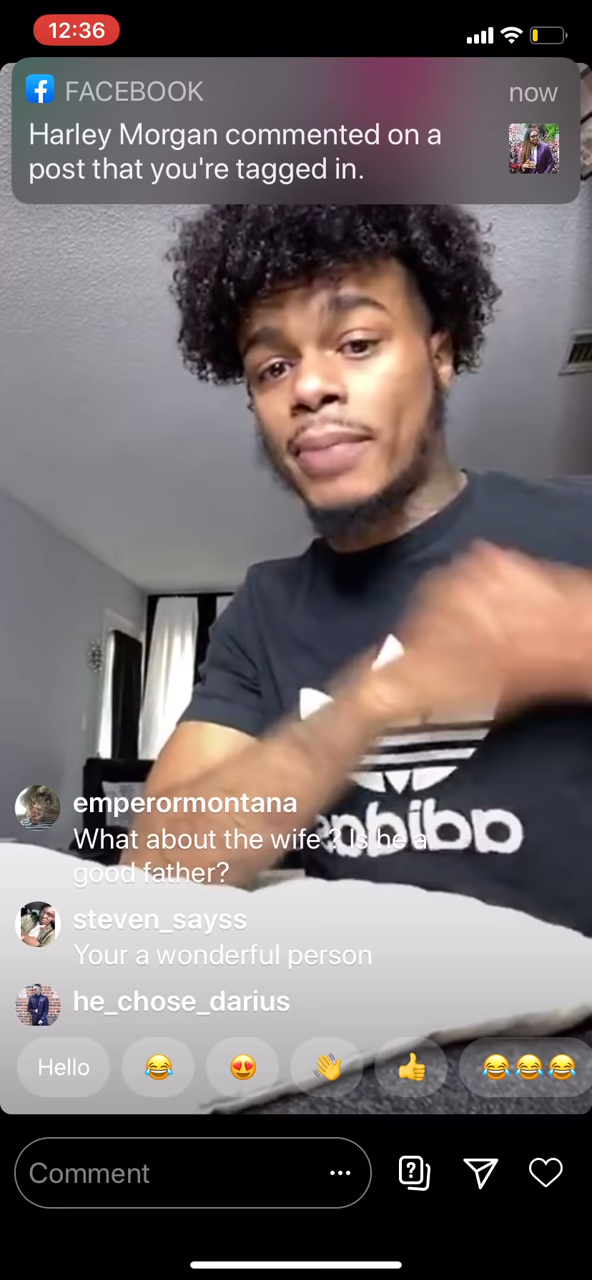 12:36
FACEBOOK
now
Harley Morgan commented on a
post that you're tagged in.
adidas
emperormontana
What about the wife? Is he a
good father?
steven_sayss
Your a wonderful person
he_chose_darius
Hello
Comment